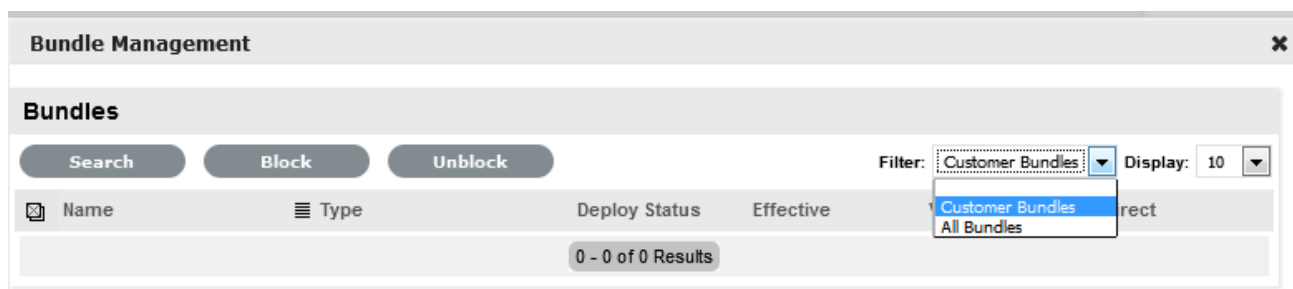 Bundle Management
Bundles
Search Block Unblock Filter: Customer Bundles Display: 10
Name Type Deploy Status Effective V rect
Customer Bundles
All Bundles
0 - 0 of 0 Results